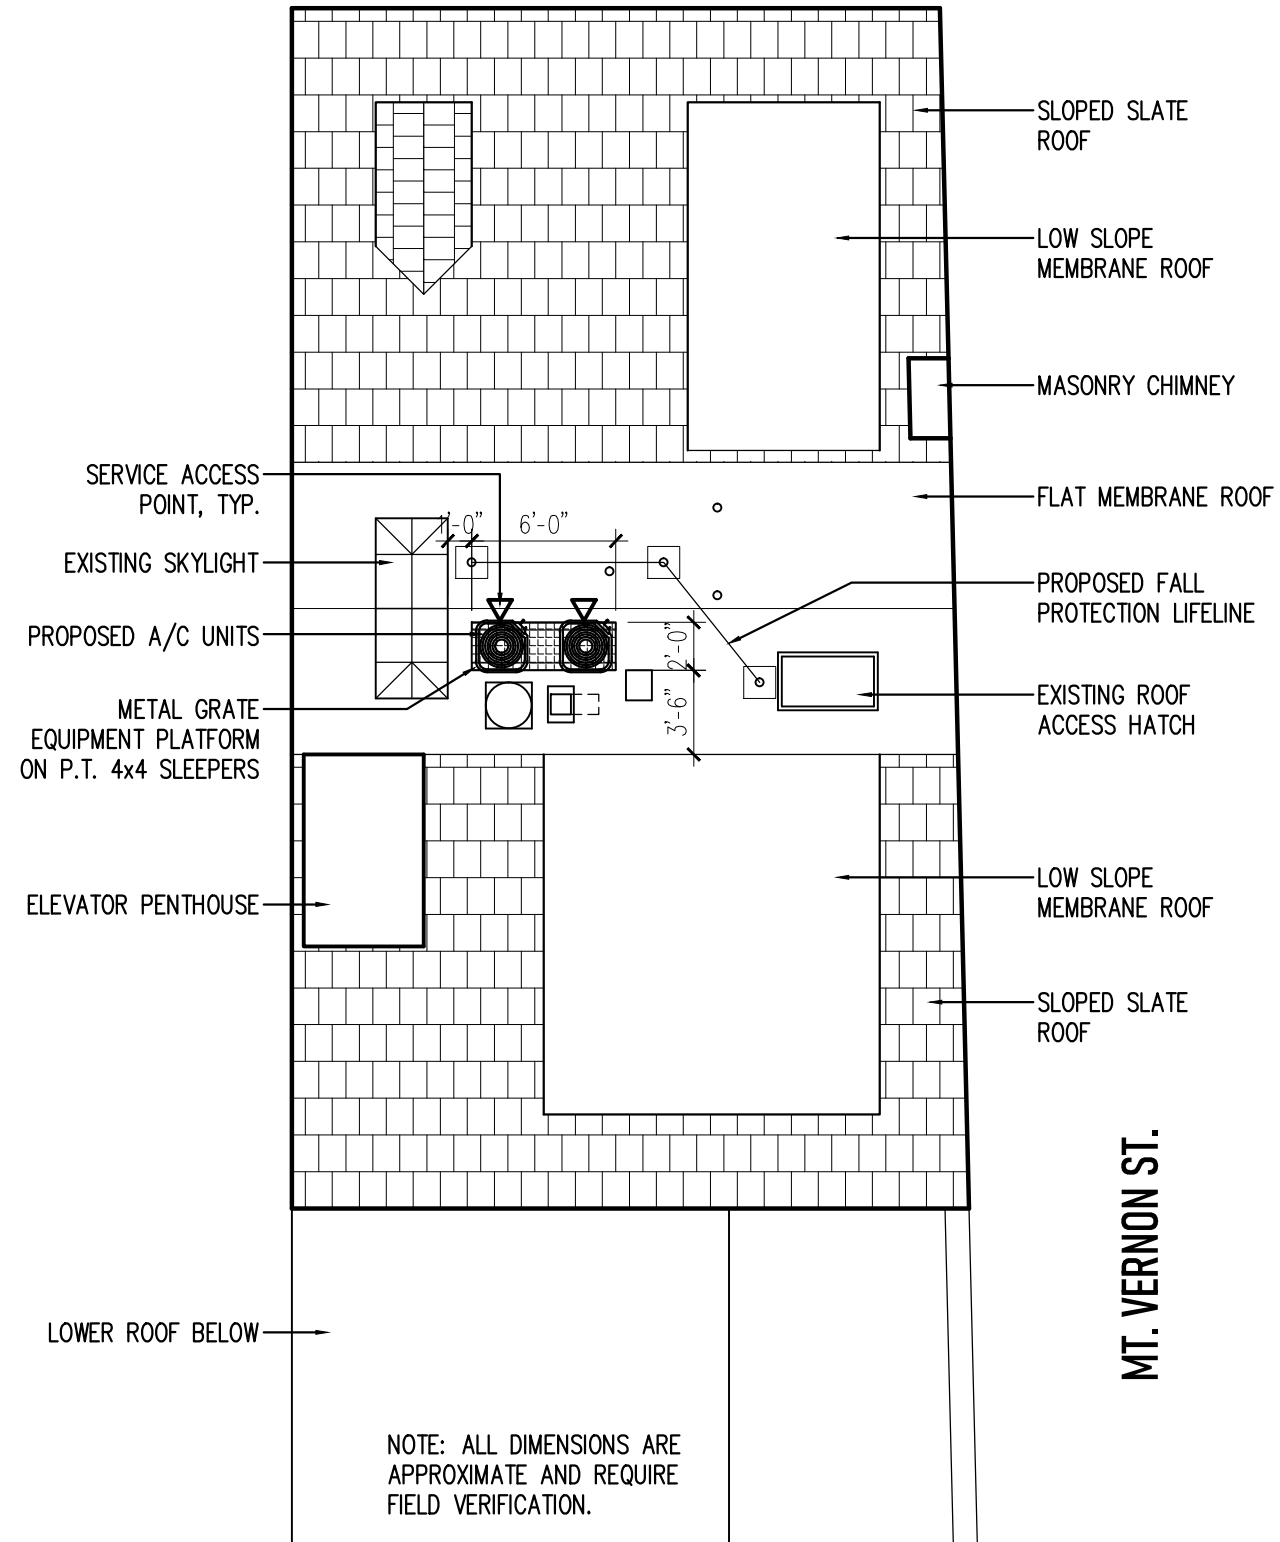 SLOPED SLATE
ROOF
LOW SLOPE
MEMBRANE ROOF
MASONRY CHIMNEY
SERVICE ACCESS
POINT, TYP.
FLAT MEMBRANE ROOF
1'-0"
6'-0"
EXISTING SKYLIGHT
PROPOSED FALL
PROTECTION LIFELINE
PROPOSED A/C UNITS
2'-0"
3'-6"
METAL GRATE
EQUIPMENT PLATFORM
ON P.T. 4x4 SLEEPERS
EXISTING ROOF
ACCESS HATCH
ELEVATOR PENTHOUSE
LOW SLOPE
MEMBRANE ROOF
SLOPED SLATE
ROOF
MT. VERNON ST.
LOWER ROOF BELOW
NOTE: ALL DIMENSIONS ARE
APPROXIMATE AND REQUIRE
FIELD VERIFICATION.